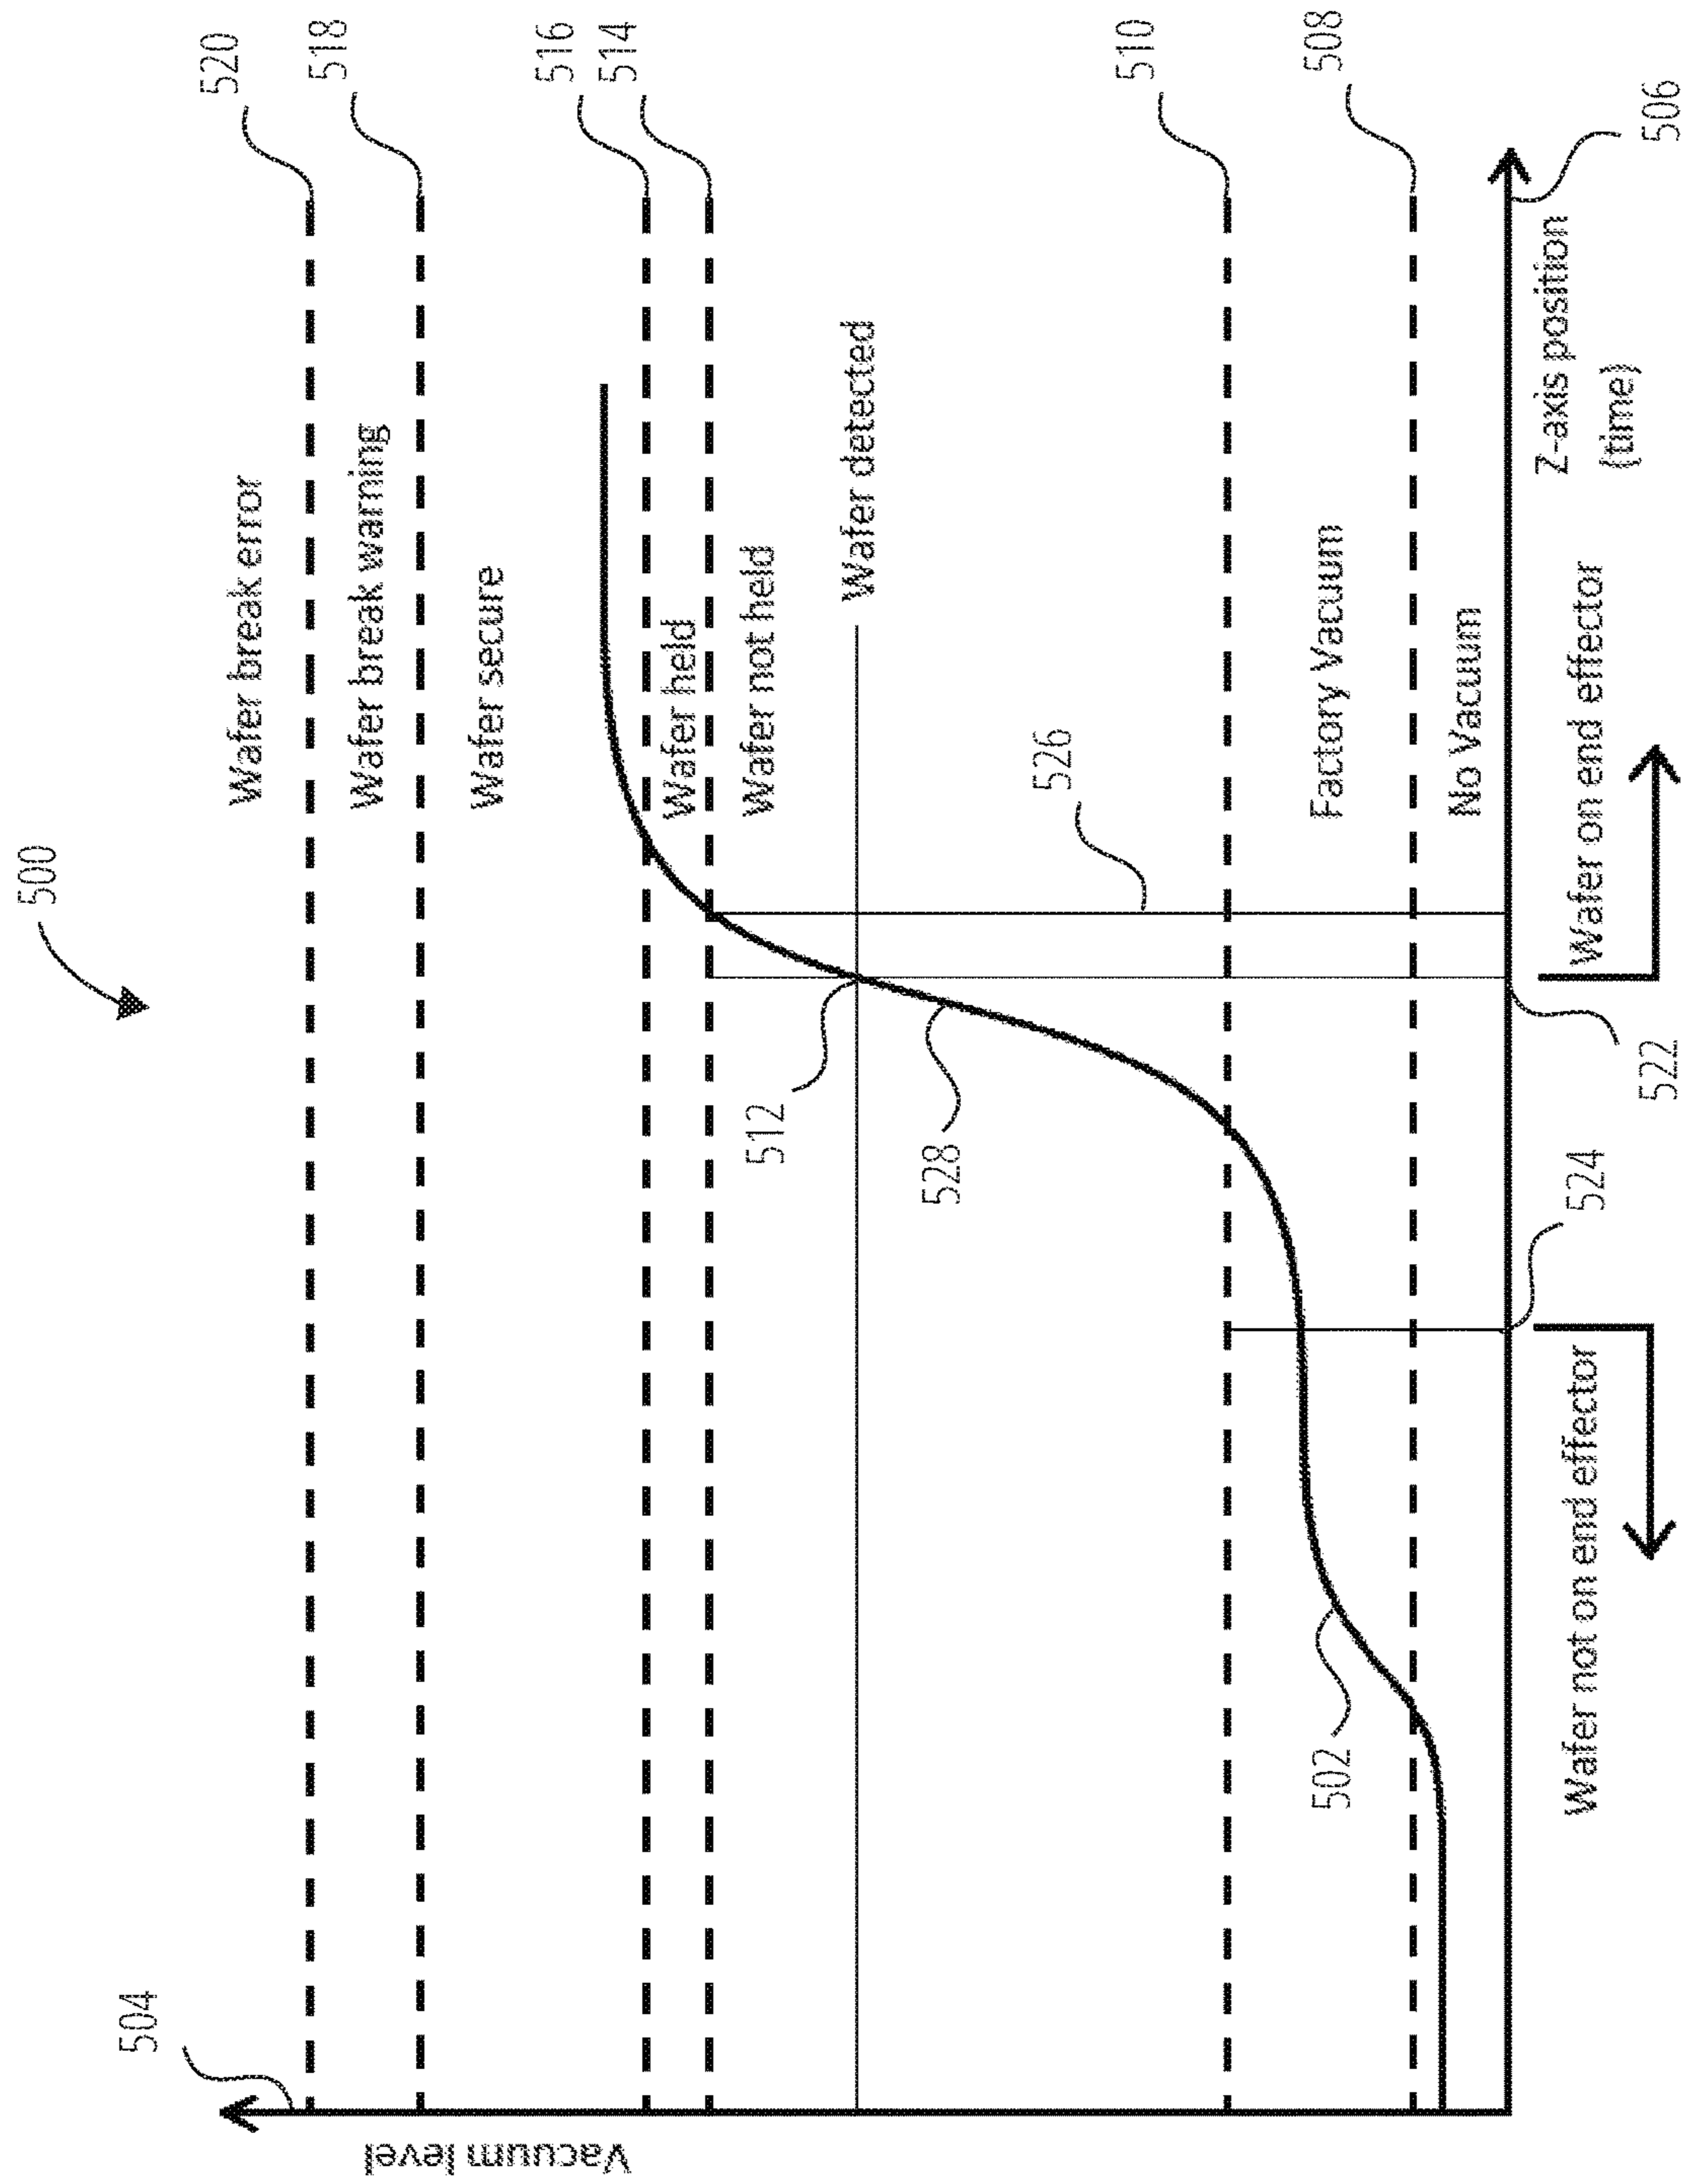 500
504
520
518
516
514
510
508
506
Wafer break error
Wafer break warning
Wafer secure
Wafer held
Wafer not held
Wafer detected
512
528
526
Factory Vacuum
502
No Vacuum
Vacuum level
Z-axis position
(time)
524
522
Wafer not on end effector
Wafer on end effector